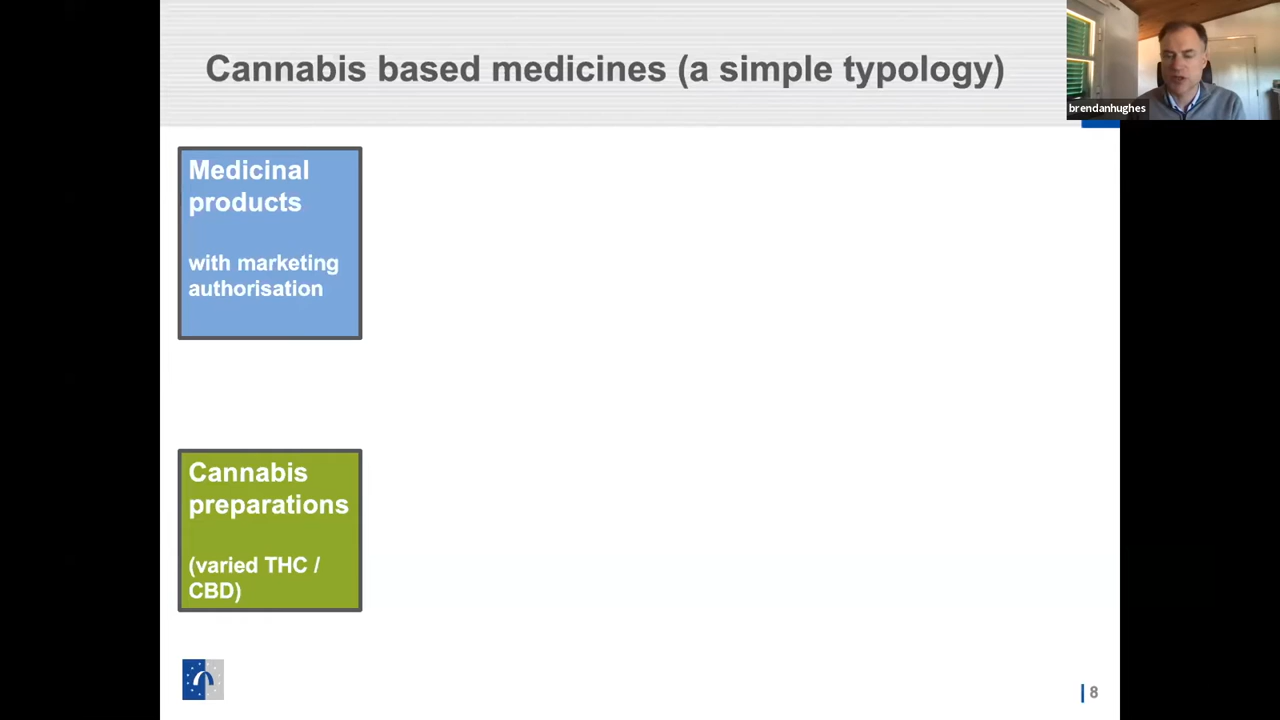 Cannabis based medicines (a simple typology)
brendanhughes
Medicinal
products
with marketing
authorisation
Cannabis
preparations
(varied THC /
CBD)
8